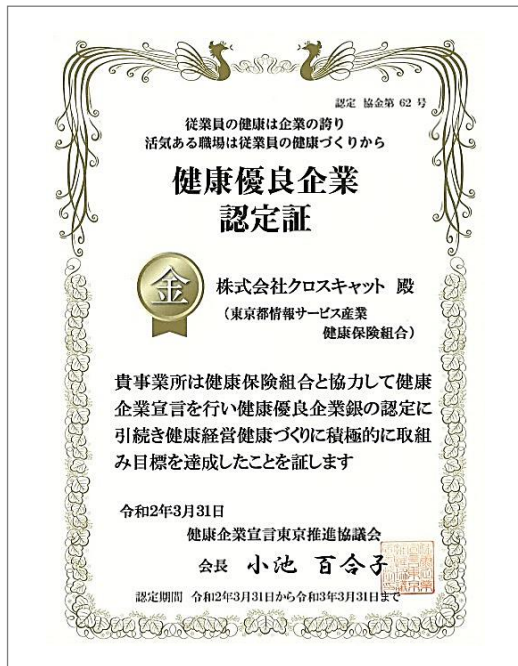 認定 協金第 62 号
従業員の健康は企業の誇り
活気ある職場は従業員の健康づくりから
健康優良企業
認定証
金
株式会社クロスキャット 殿
（東京都情報サービス産業
健康保険組合）
貴事業所は健康保険組合と協力して健康
企業宣言を行い健康優良企業銀の認定に
引続き健康経営健康づくりに積極的に取組
み目標を達成したことを証します
令和2年3月31日
健康企業宣言東京推進協議会
会長 小池 百合子
認定期間 令和2年3月31日から令和3年3月31日まで